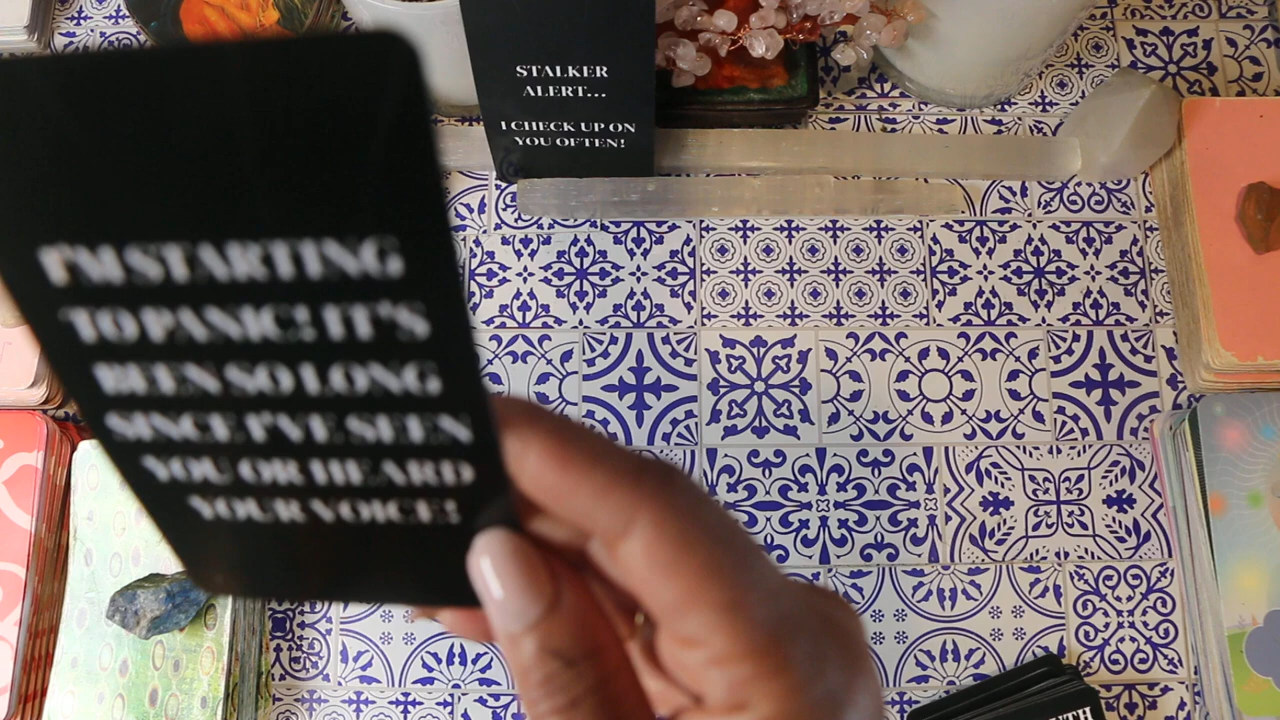 STALKER
ALERT...
I CHECK UP ON
YOU OFTEN!
I'M STARTING
TO PANIC! IT'S
BEEN SO LONG
SINCE I'VE SEEN
YOU OR HEARD
YOUR VOICE!